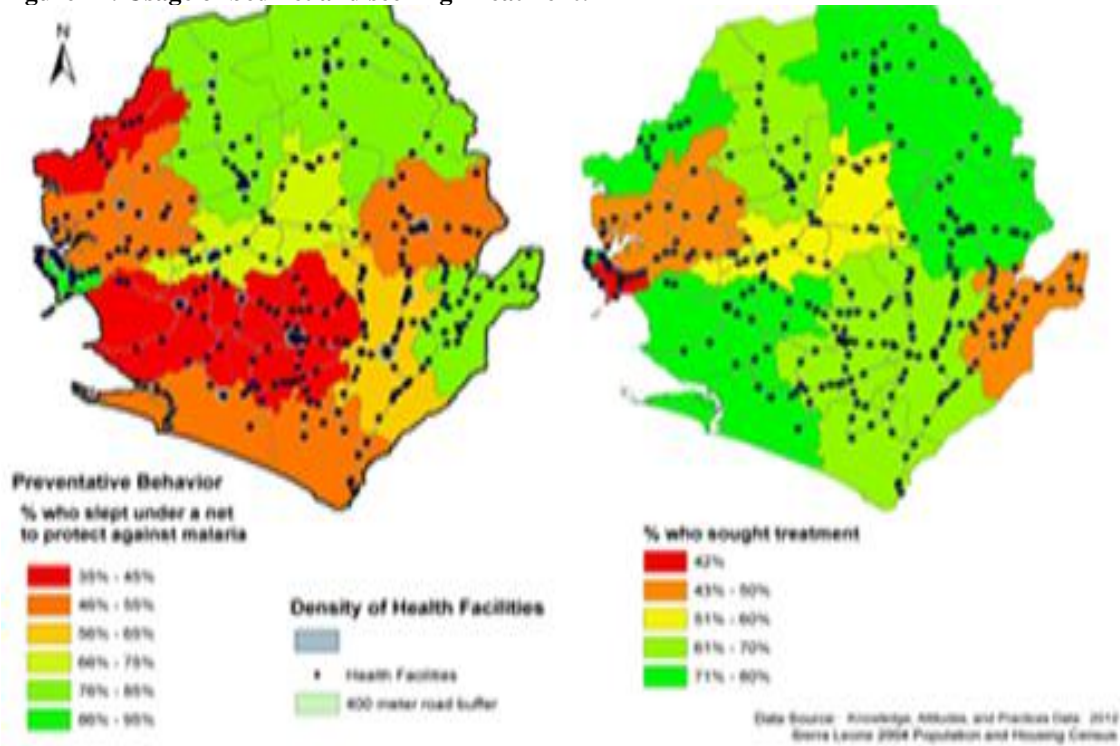 N
Preventative Behavior
% who slept under a net
to protect against malaria
35% - 45%
46% - 55%
56% - 65%
66% - 75%
76% - 85%
86% - 95%
Density of Health Facilities
Health Facilities
400 meter road buffer
% who sought treatment
42%
43% - 50%
51% - 60%
61% - 70%
71% - 80%
Data Source: Knowledge, Attitudes, and Practices Data 2012
Sierra Leone 2004 Population and Housing Census